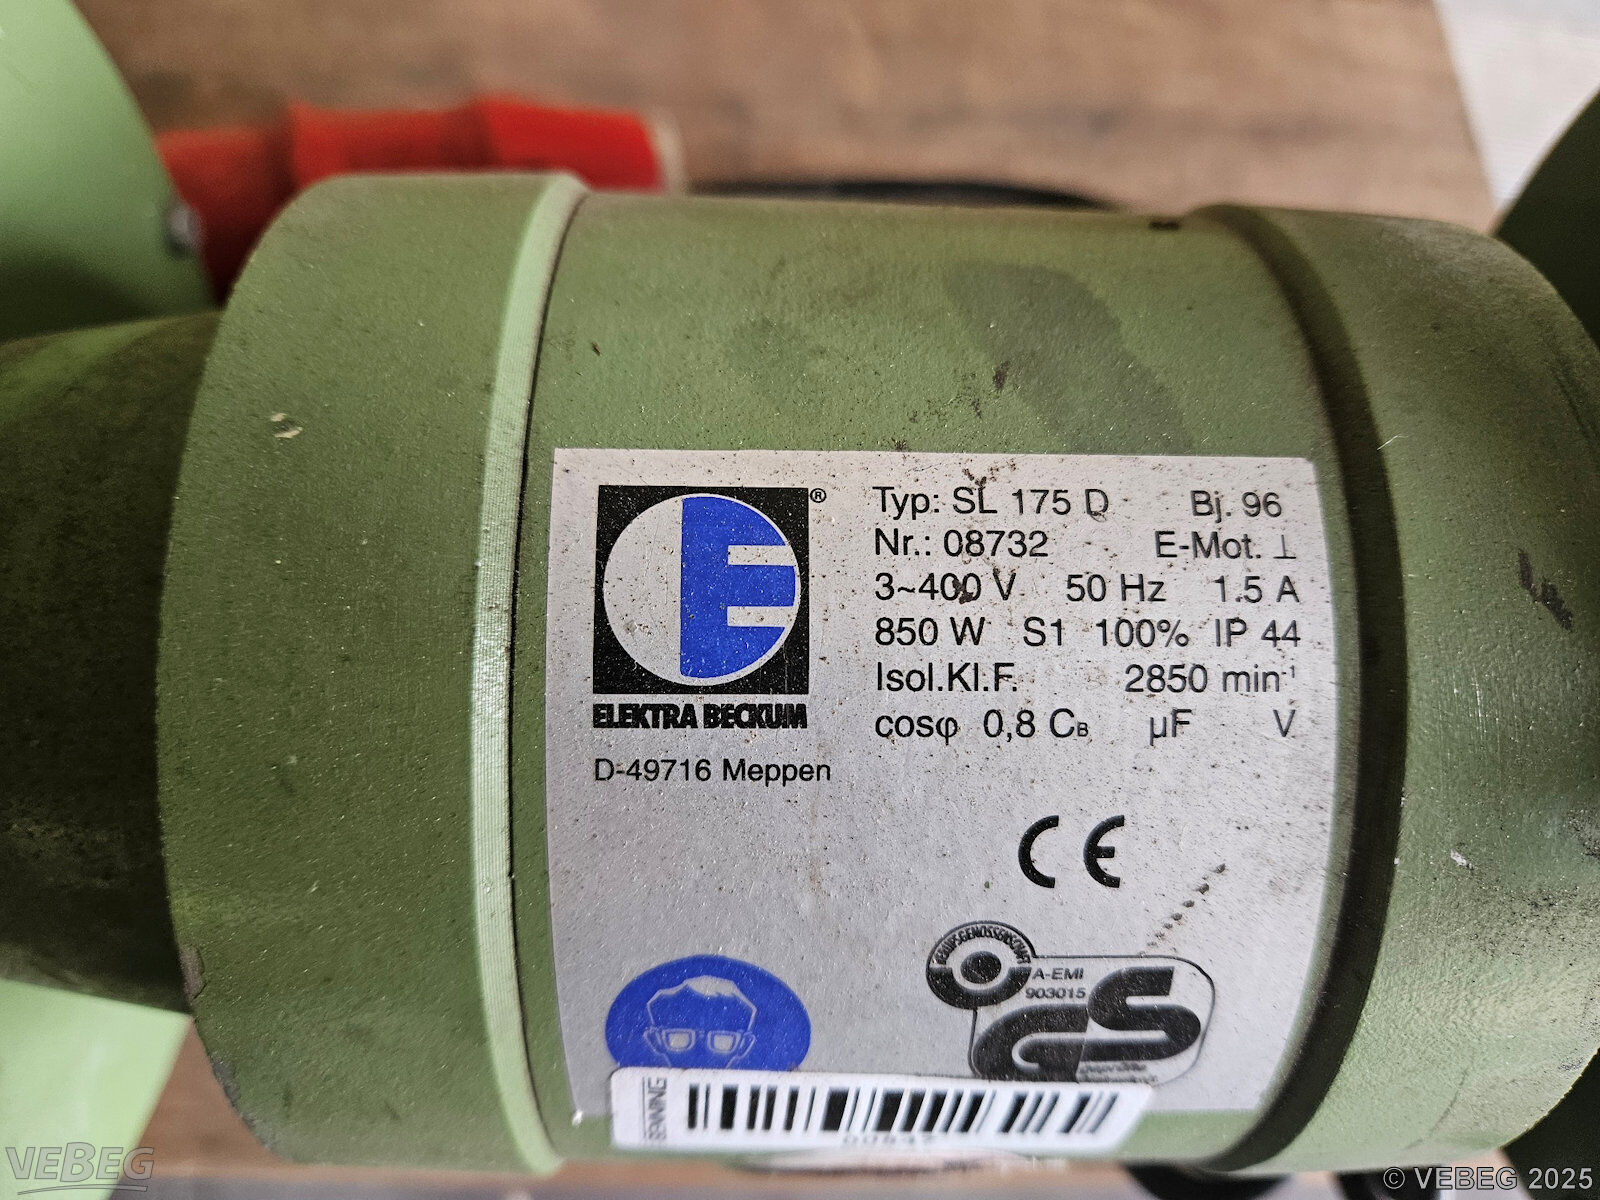 ®
Typ: SL 175 D Bj. 96
Nr.: 08732 E-Mot. ⊥
3~400 V 50 Hz 1.5 A
850 W S1 100% IP 44
Isol.Kl.F. 2850 min⁻¹
cosφ 0,8 CB µF V
ELEKTRA BECKUM
D-49716 Meppen
CE
BERUFSGENOSSENSCHAFT
A-EMI
903015
GS
BENNING
VEBEG
© VEBEG 2025